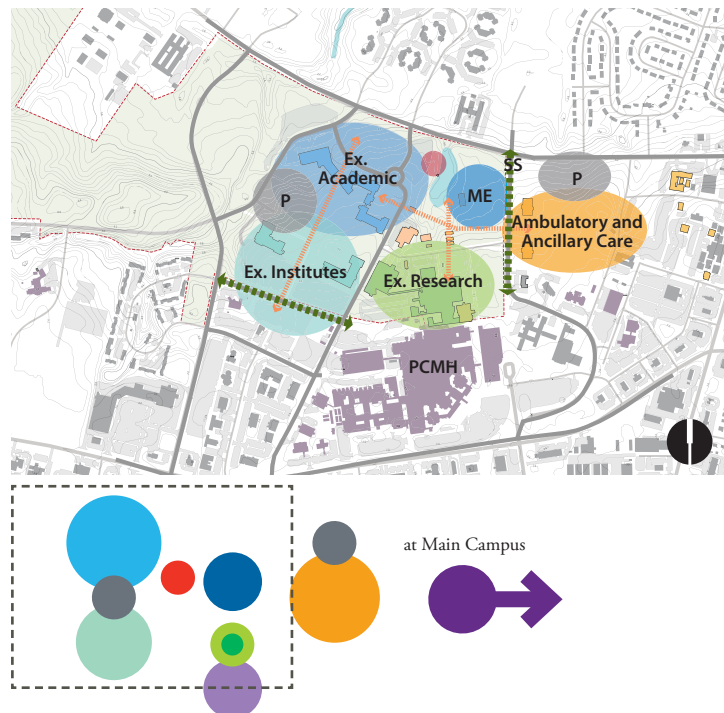 SS
Ex.
Academic
P
ME
P
Ambulatory and
Ancillary Care
Ex. Institutes
Ex. Research
PCMH
at Main Campus